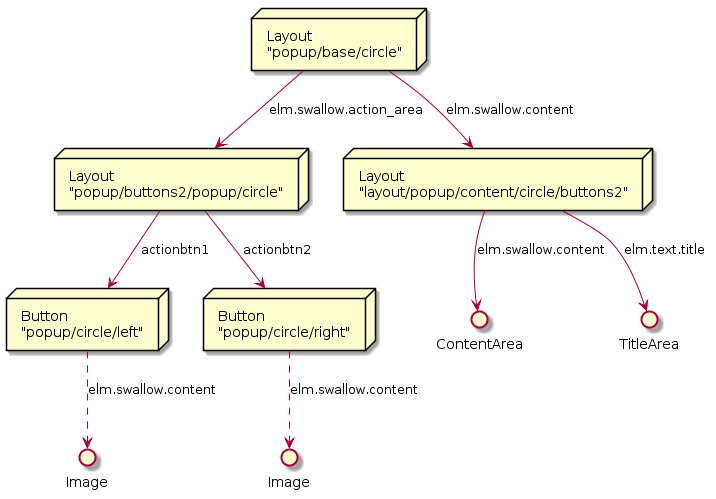 Layout
"popup/base/circle"
elm.swallow.action_area
elm.swallow.content
Layout
"popup/buttons2/popup/circle"
Layout
"layout/popup/content/circle/buttons2"
actionbtn1
actionbtn2
elm.swallow.content
elm.text.title
Button
"popup/circle/left"
Button
"popup/circle/right"
ContentArea
TitleArea
elm.swallow.content
elm.swallow.content
Image
Image